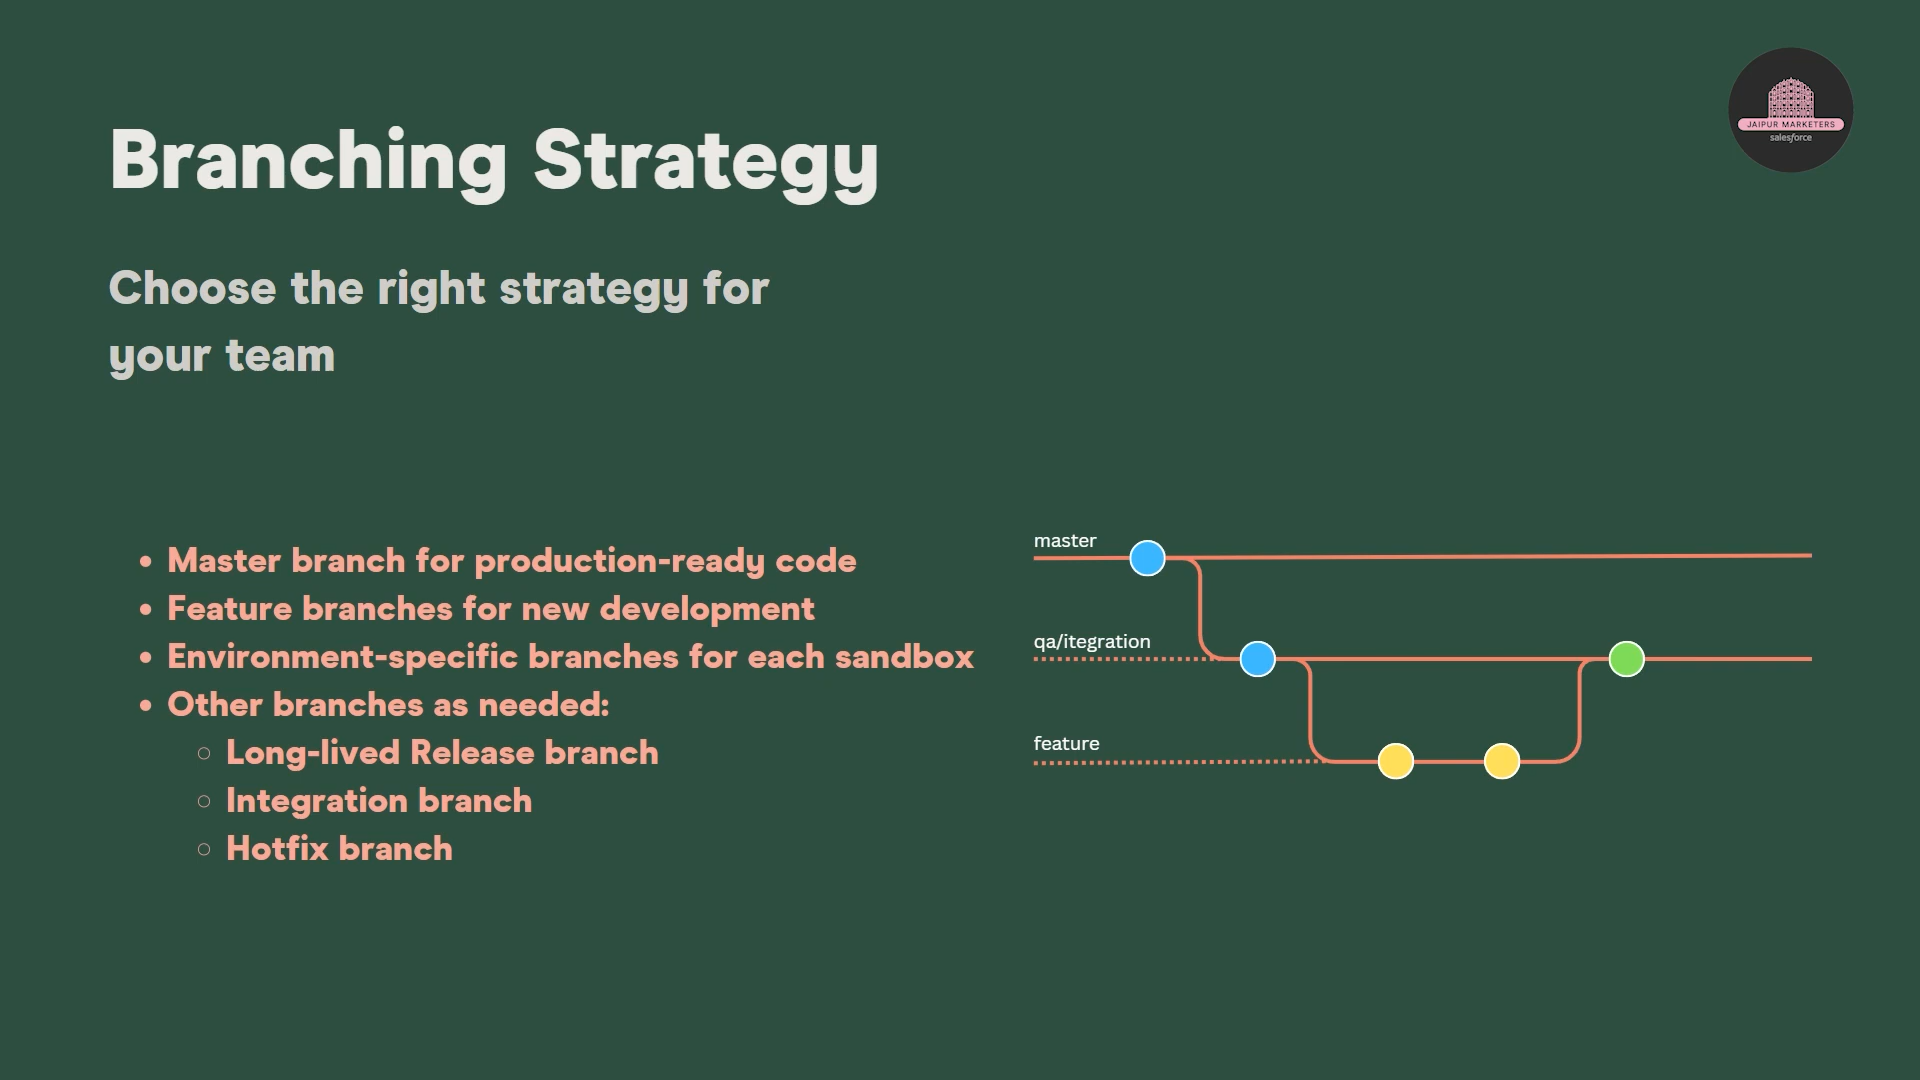 JAIPUR MARKETERS
salesforce
Branching Strategy
Choose the right strategy for
your team
Master branch for production-ready code
Feature branches for new development
Environment-specific branches for each sandbox
Other branches as needed:
Long-lived Release branch
Integration branch
Hotfix branch
master
qa/itegration
feature